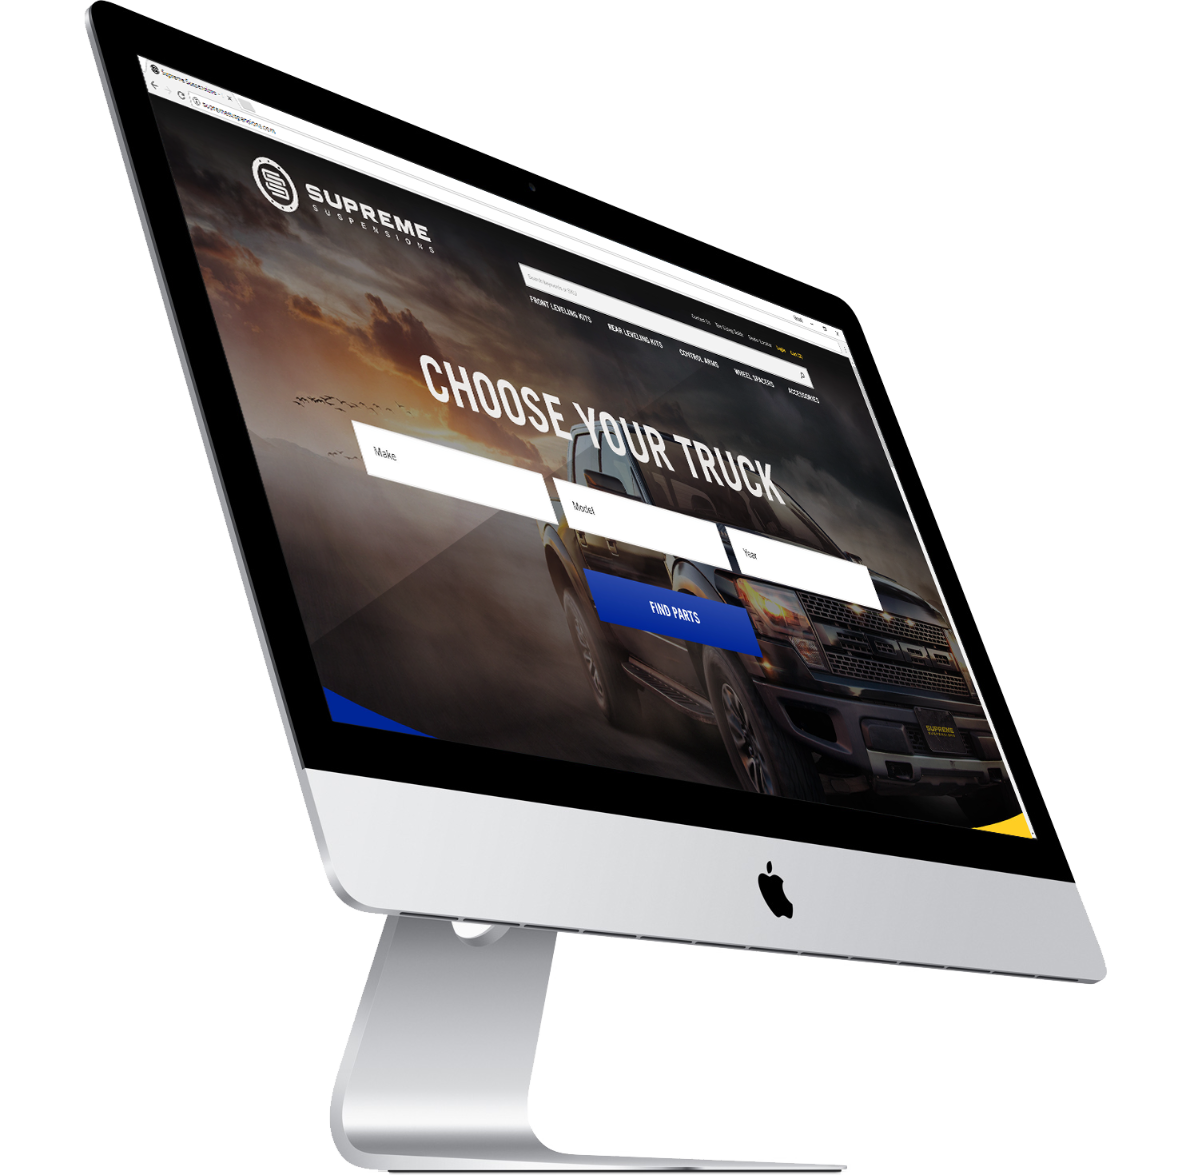 Supreme Suspensions
supremesuspensions.com
SUPREME
SUSPENSIONS
Login
FRONT LEVELING KITS
REAR LEVELING KITS
CONTROL ARMS
WHEEL SPACERS
ACCESSORIES
CHOOSE YOUR TRUCK
Make
Model
Year
FIND PARTS
SUPREME
SUSPENSIONS